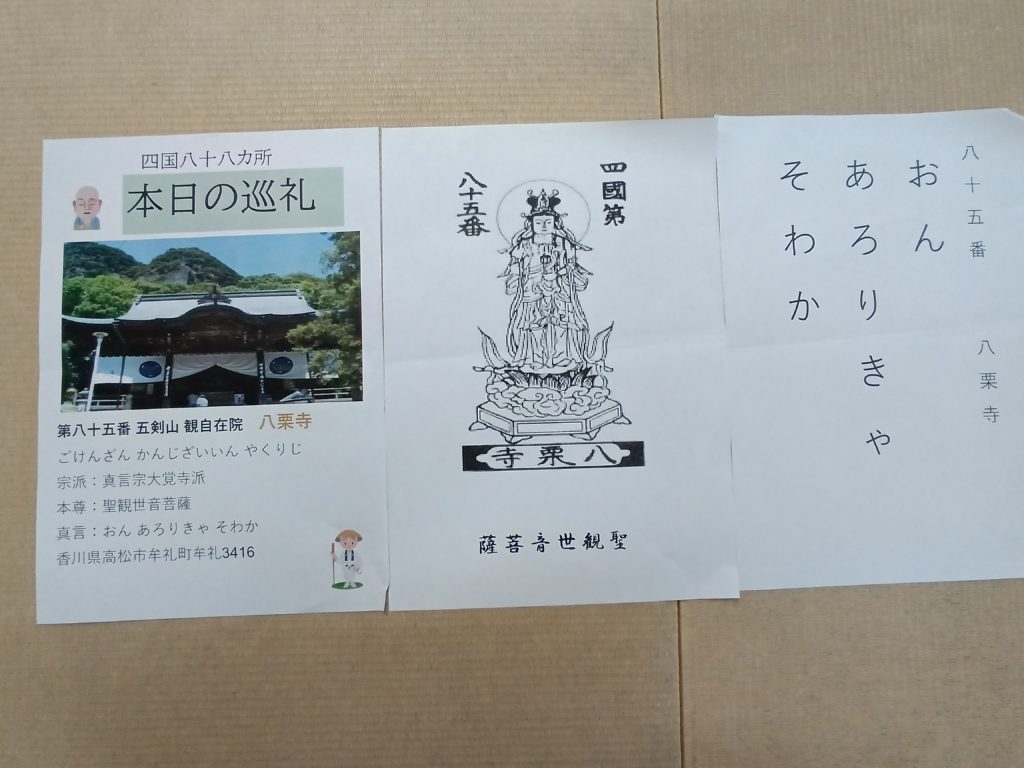 四国八十八カ所
本日の巡礼
第八十五番 五剣山 観自在院 八栗寺
ごけんざん かんじざいいん やくりじ
宗派：真言宗大覚寺派
本尊：聖観世音菩薩
真言：おん あろりきゃ そわか
香川県高松市牟礼町牟礼3416
四國第
八十五番
寺栗八
薩菩音世観聖
八十五番 八栗寺
おん
あろりきゃ
そわか